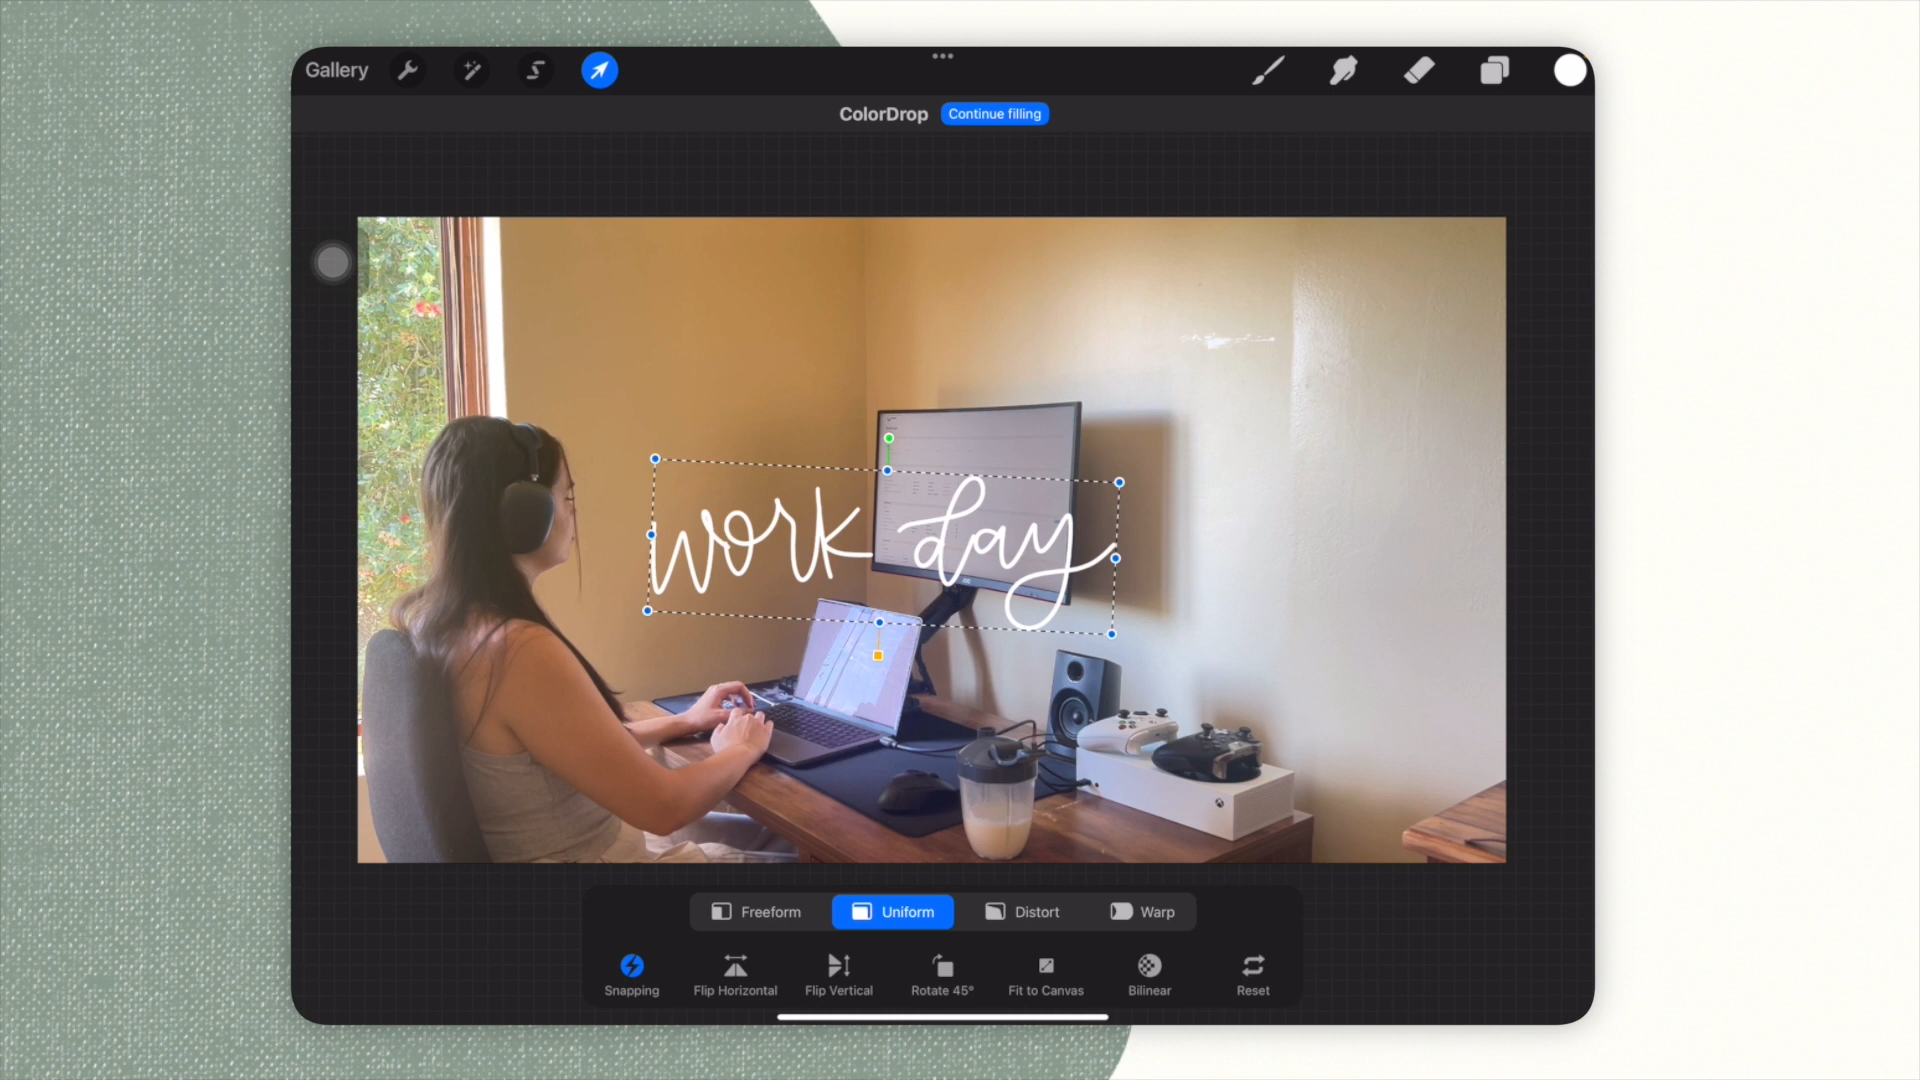 Gallery
ColorDrop Continue filling
work day
Freeform Uniform Distort Warp
Snapping Flip Horizontal Flip Vertical Rotate 45° Fit to Canvas Bilinear Reset